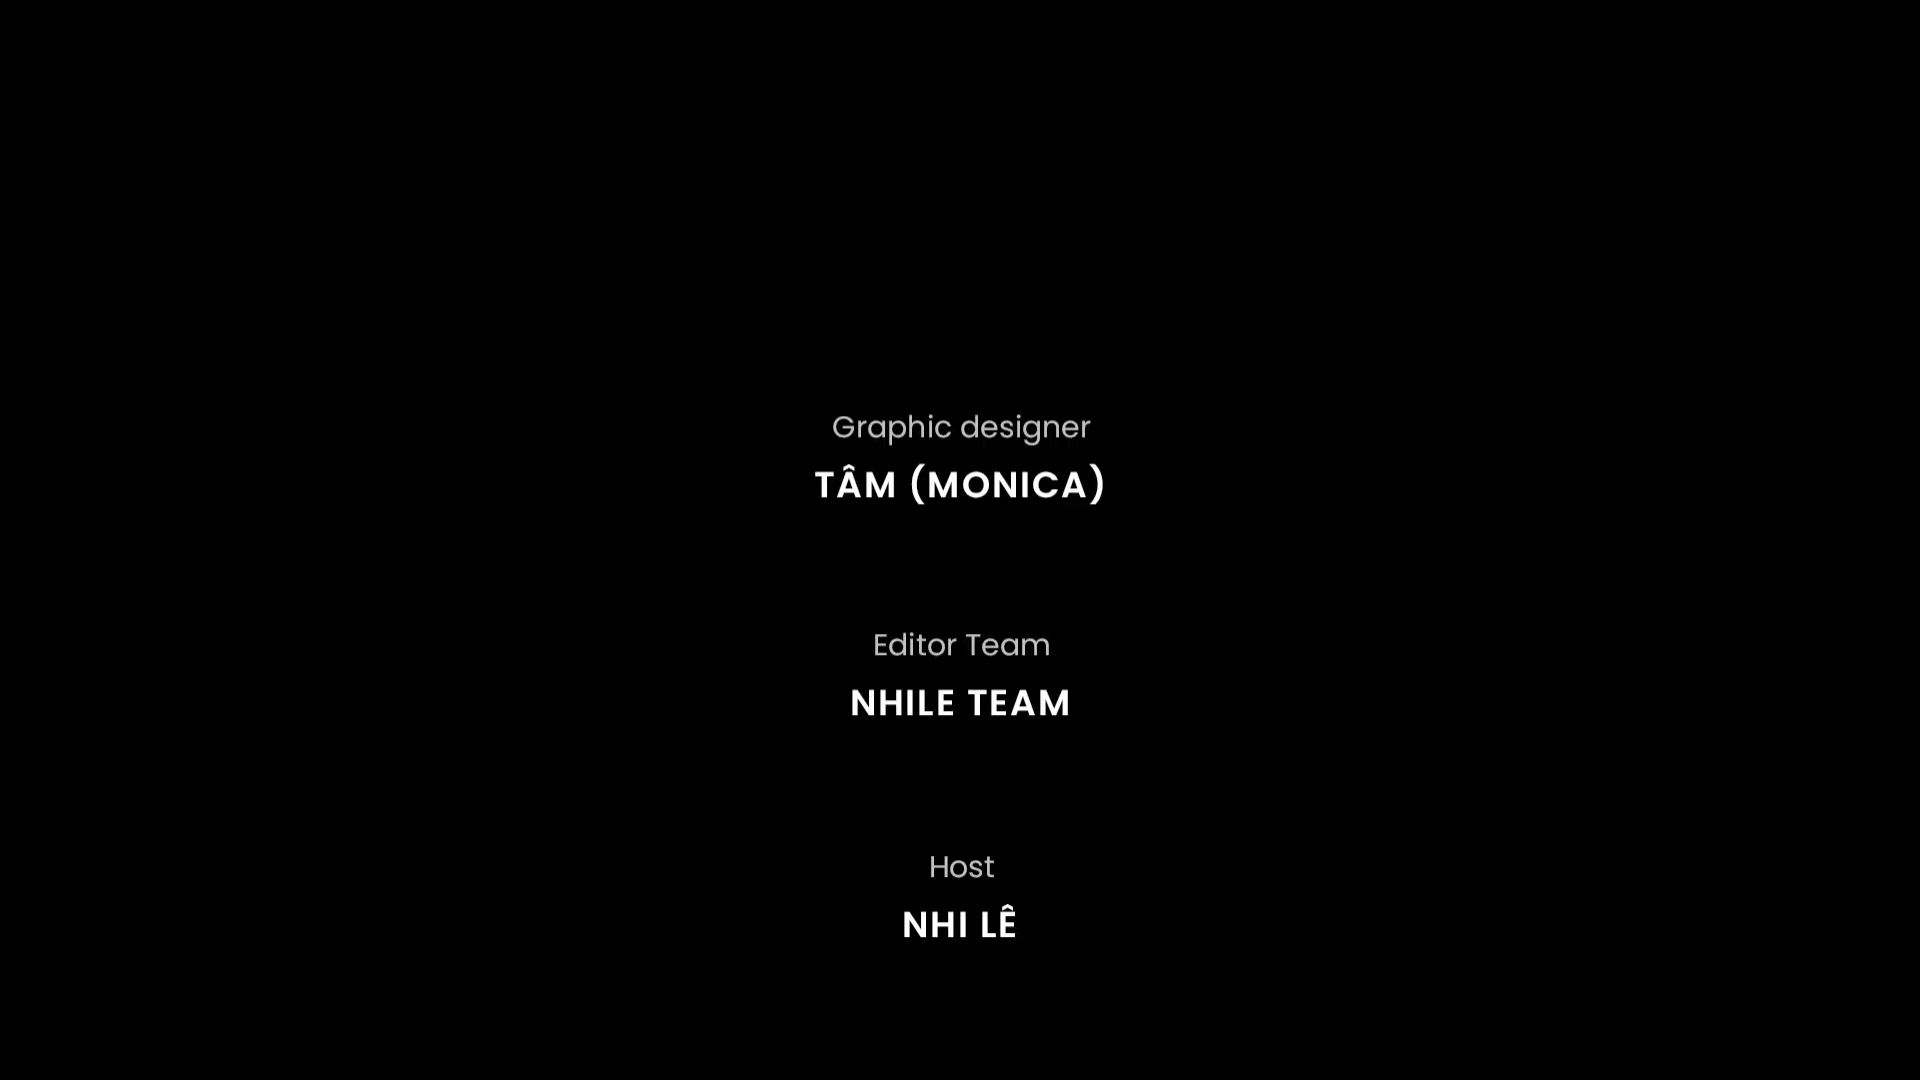 Graphic designer
TÂM (MONICA)
Editor Team
NHILE TEAM
Host
NHI LÊ